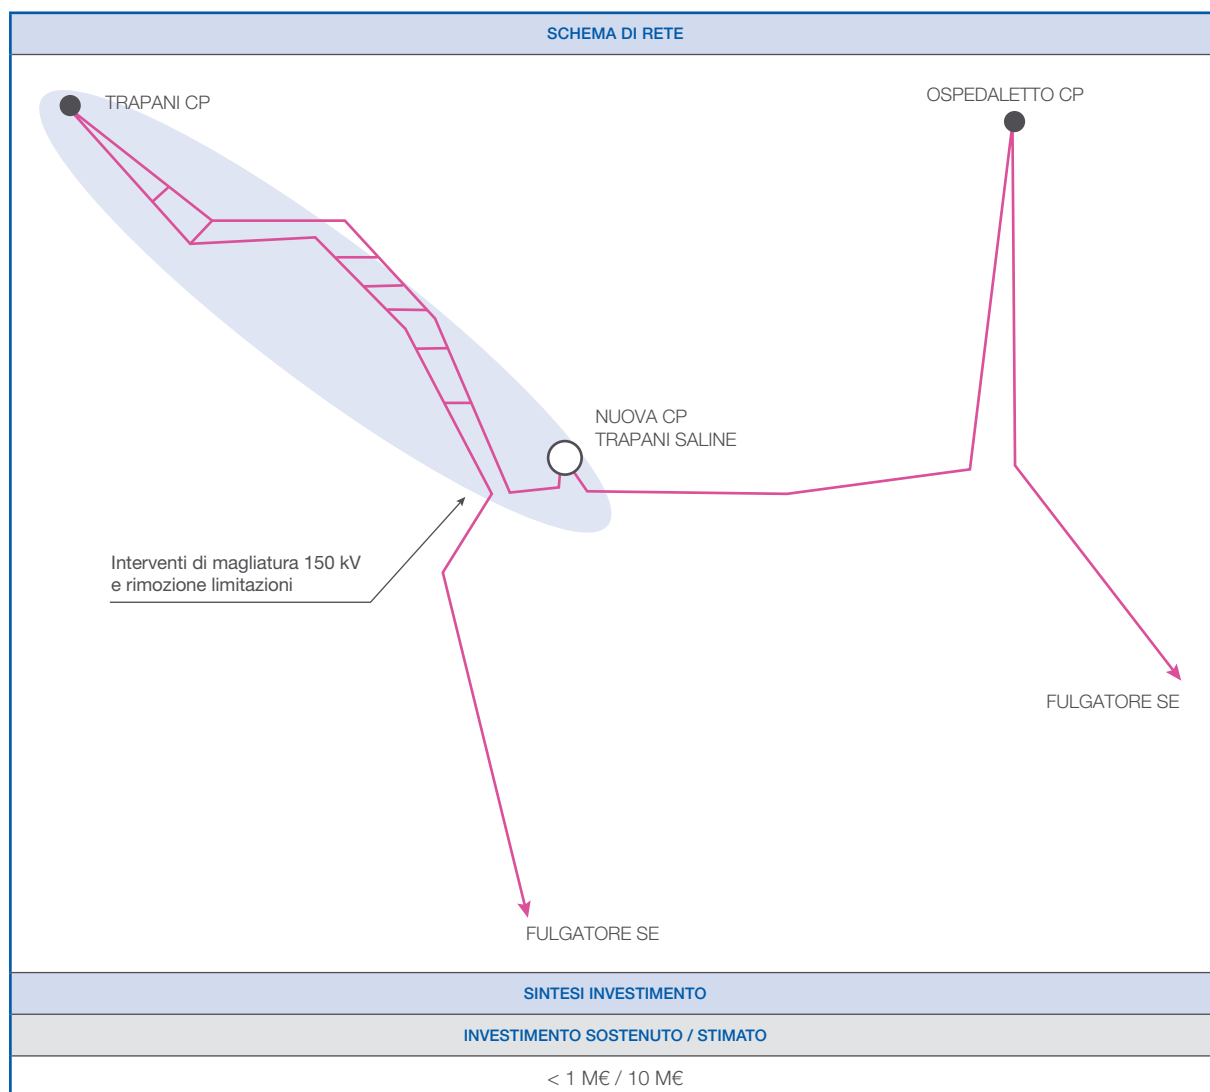 SCHEMA DI RETE
TRAPANI CP
OSPEDALETTO CP
NUOVA CP
TRAPANI SALINE
Interventi di magliatura 150 kV
e rimozione limitazioni
FULGATORE SE
FULGATORE SE
SINTESI INVESTIMENTO
INVESTIMENTO SOSTENUTO / STIMATO
< 1 M€ / 10 M€